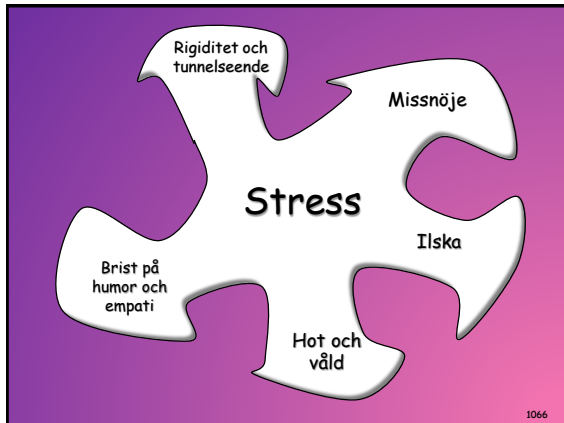 Rigiditet och
tunnelseende
Missnöje
Stress
Ilska
Brist på
humor och
empati
Hot och
våld
1066